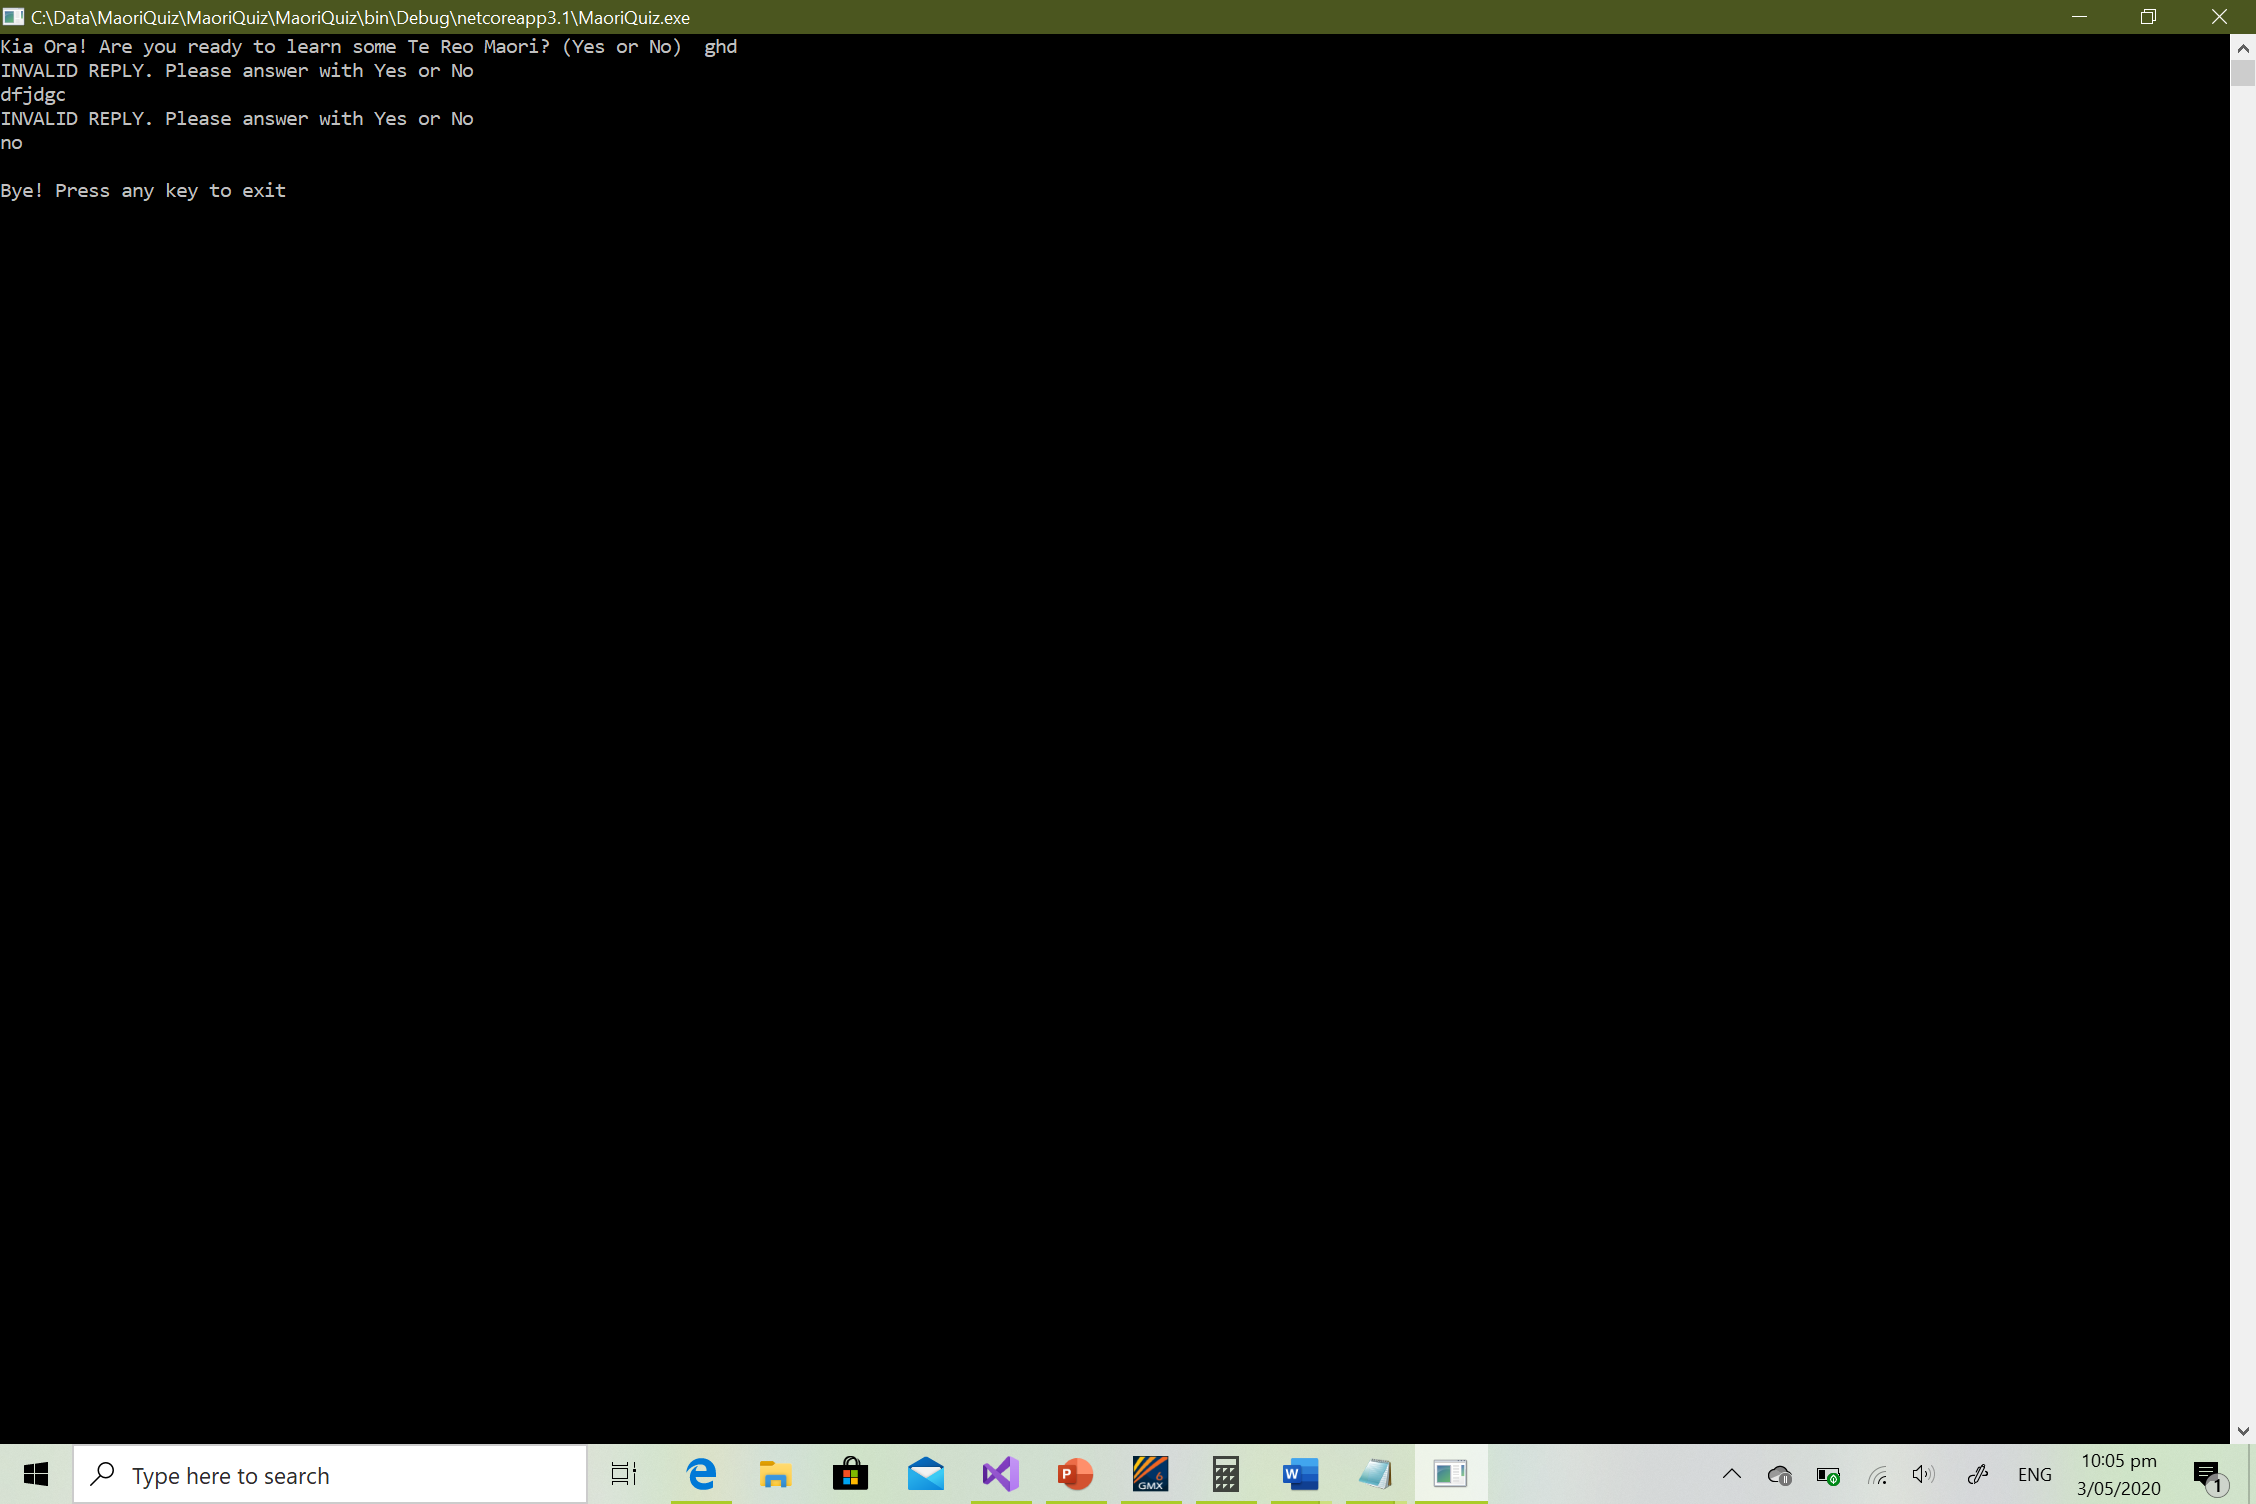 C:\Data\MaoriQuiz\MaoriQuiz\MaoriQuiz\bin\Debug\netcoreapp3.1\MaoriQuiz.exe
Kia Ora! Are you ready to learn some Te Reo Maori? (Yes or No)  ghd
INVALID REPLY. Please answer with Yes or No
dfjdgc
INVALID REPLY. Please answer with Yes or No
no
Bye! Press any key to exit
Type here to search
P
6
GMX
W
ENG
10:05 pm
3/05/2020
1